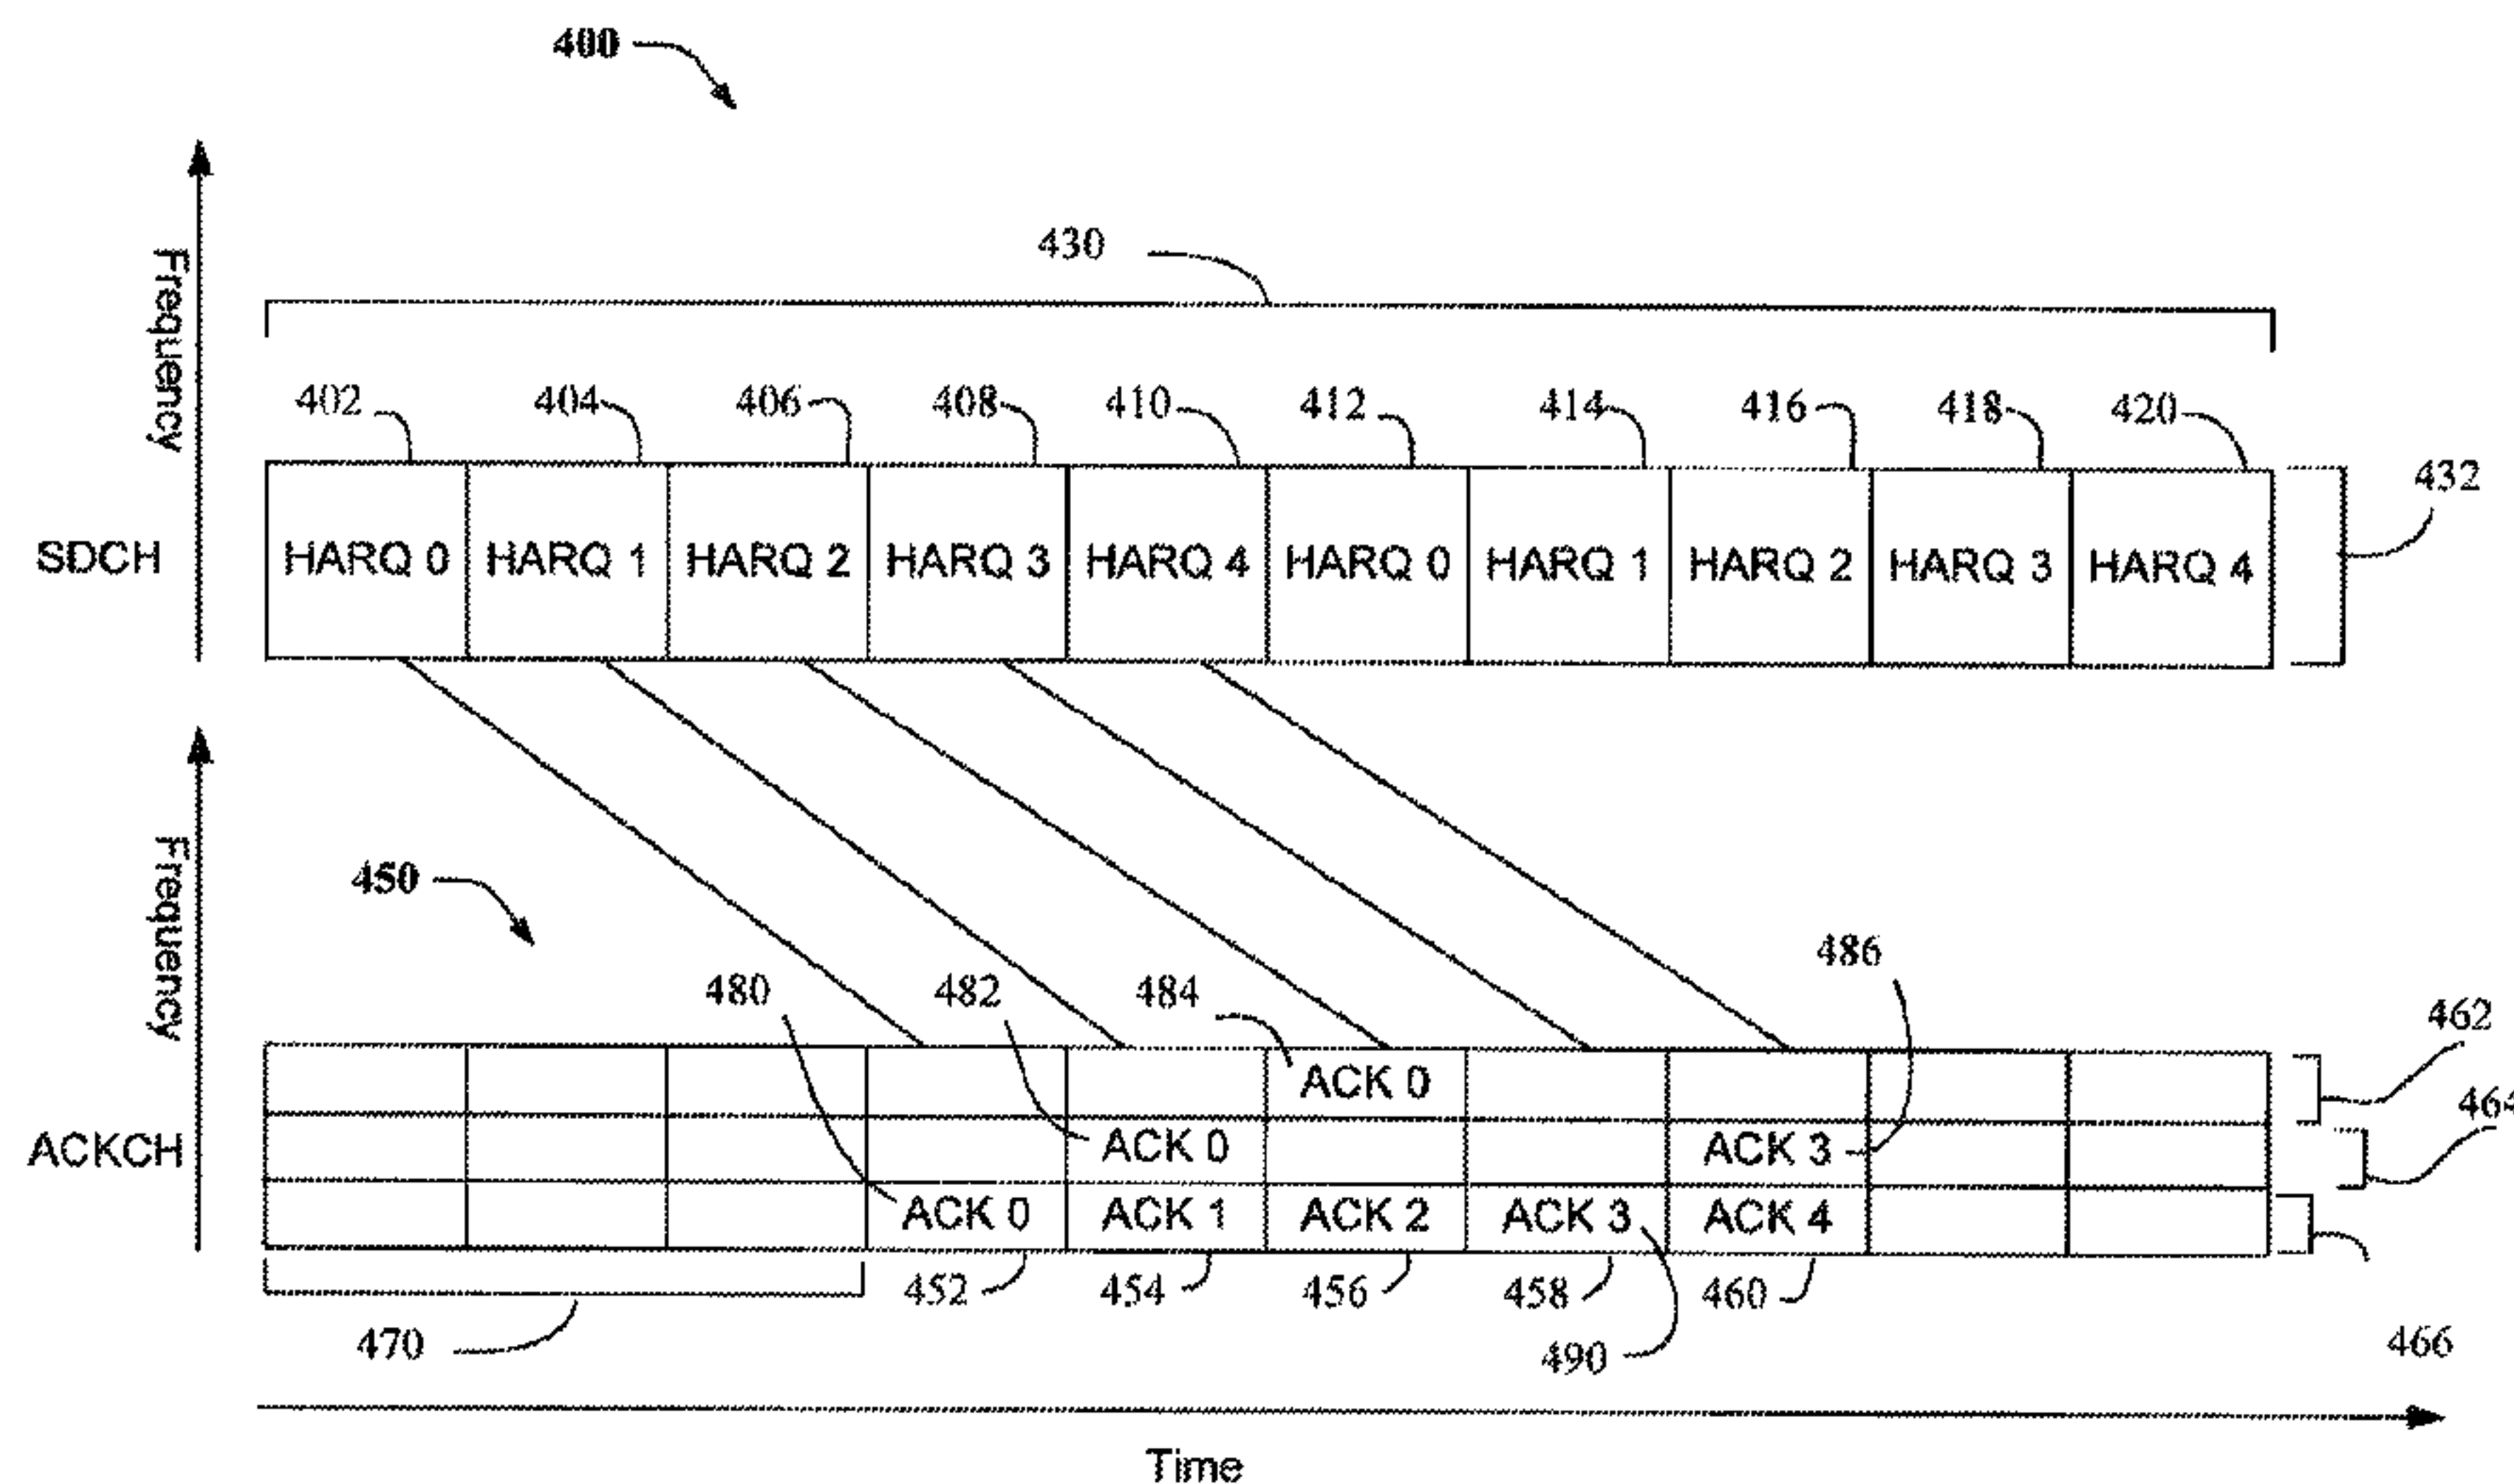 400
Frequency
430
402 404 406 408 410 412 414 416 418 420
432
SDCH HARQ 0 HARQ 1 HARQ 2 HARQ 3 HARQ 4 HARQ 0 HARQ 1 HARQ 2 HARQ 3 HARQ 4
Frequency
450
480 482 484 486
462
464
ACK 0
ACKCH ACK 0 ACK 3
ACK 0 ACK 1 ACK 2 ACK 3 ACK 4
452 454 456 458 460
470 490 466
Time